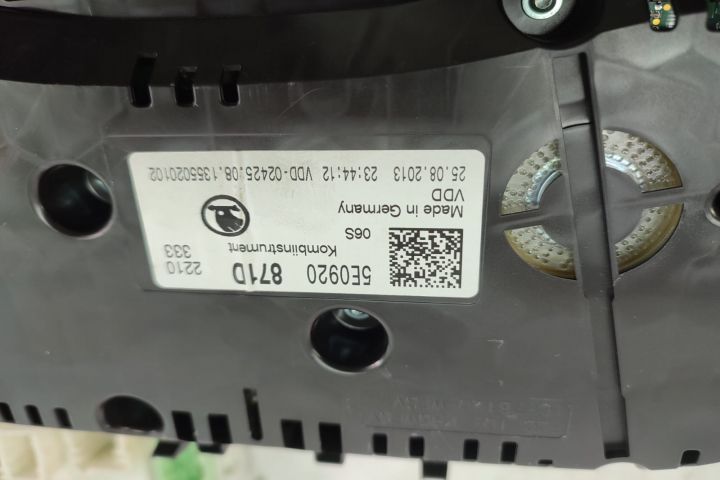 5E0920 871D 2210
Kombiinstrument 333
06S
Made in Germany
VDD
25.08.2013 23:44:12 VDD-02425.08.1355020102